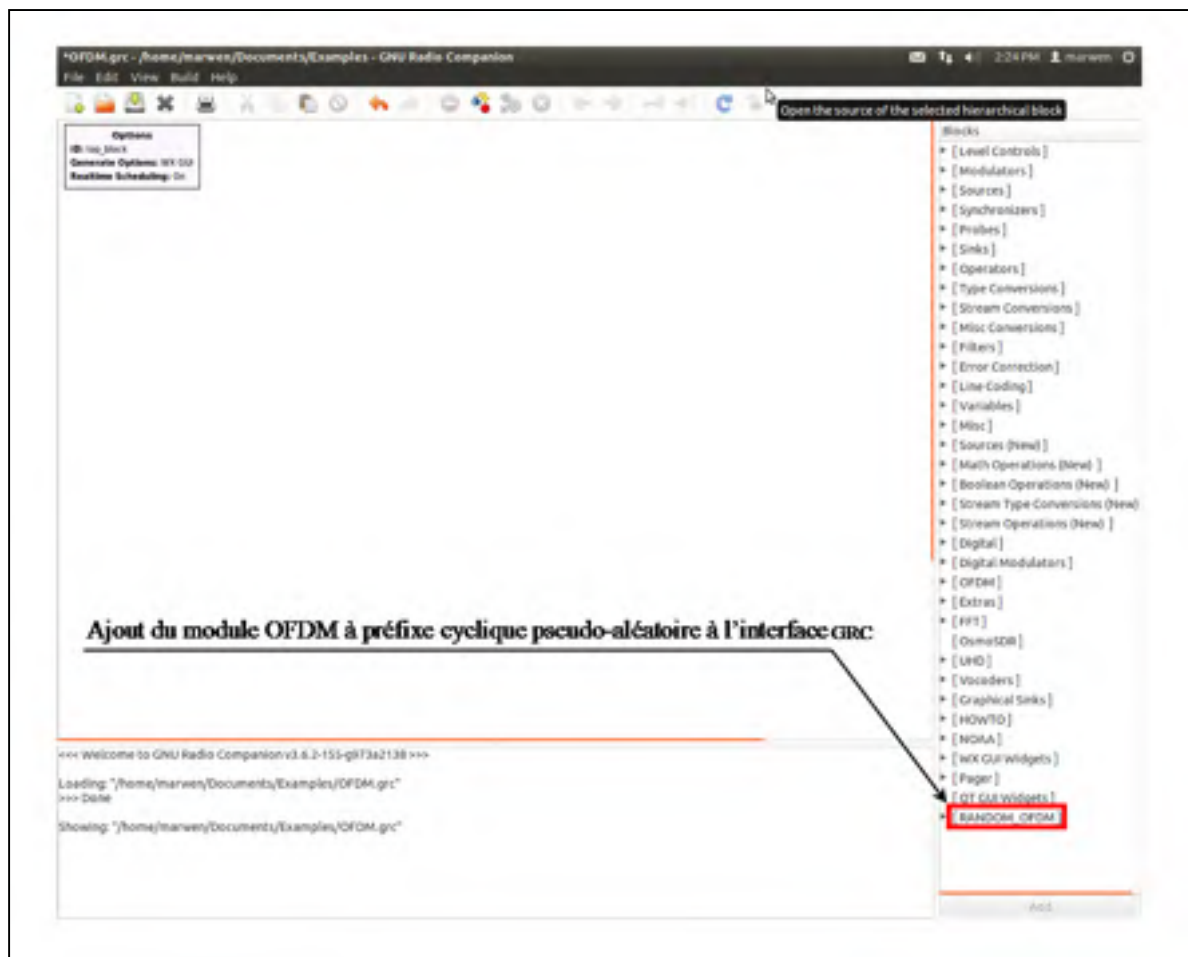 *OFDM.grc - /home/marwen/Documents/Examples - GNU Radio Companion
2:24 PM marwen
File Edit View Build Help
Open the source of the selected hierarchical block
Options
ID: top_block
Generate Options: WX GUI
Realtime Scheduling: On
Blocks
[ Level Controls ]
[ Modulators ]
[ Sources ]
[ Synchronizers ]
[ Probes ]
[ Sinks ]
[ Operators ]
[ Type Conversions ]
[ Stream Conversions ]
[ Misc Conversions ]
[ Filters ]
[ Error Correction ]
[ Line Coding ]
[ Variables ]
[ Misc ]
[ Sources (New) ]
[ Math Operations (New) ]
[ Boolean Operations (New) ]
[ Stream Type Conversions (New)
[ Stream Operations (New) ]
[ Digital ]
[ Digital Modulators ]
[ OFDM ]
[ Extras ]
[ FFT ]
[ OsmoSDR ]
[ UHD ]
[ Vocoders ]
[ Graphical Sinks ]
[ HOWTO ]
[ NOAA ]
[ WX GUI Widgets ]
[ Pager ]
[ QT GUI Widgets ]
[ RANDOM_OFDM ]
Add
Ajout du module OFDM à préfixe cyclique pseudo-aléatoire à l'interface GRC
<<< Welcome to GNU Radio Companion v3.6.2-155-g973a2138 >>>
Loading: "/home/marwen/Documents/Examples/OFDM.grc"
>>> Done
Showing: "/home/marwen/Documents/Examples/OFDM.grc"